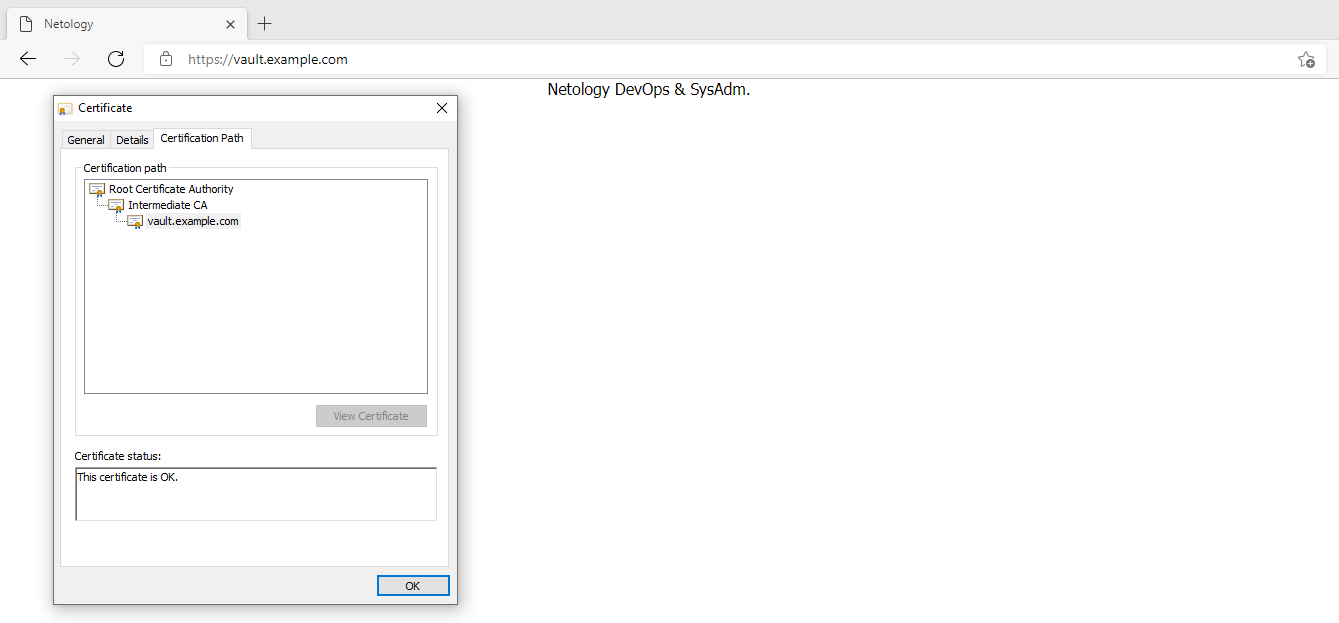 Netology
https://vault.example.com
Netology DevOps & SysAdm.
Certificate
General Details Certification Path
Certification path
Root Certificate Authority
Intermediate CA
vault.example.com
View Certificate
Certificate status:
This certificate is OK.
OK